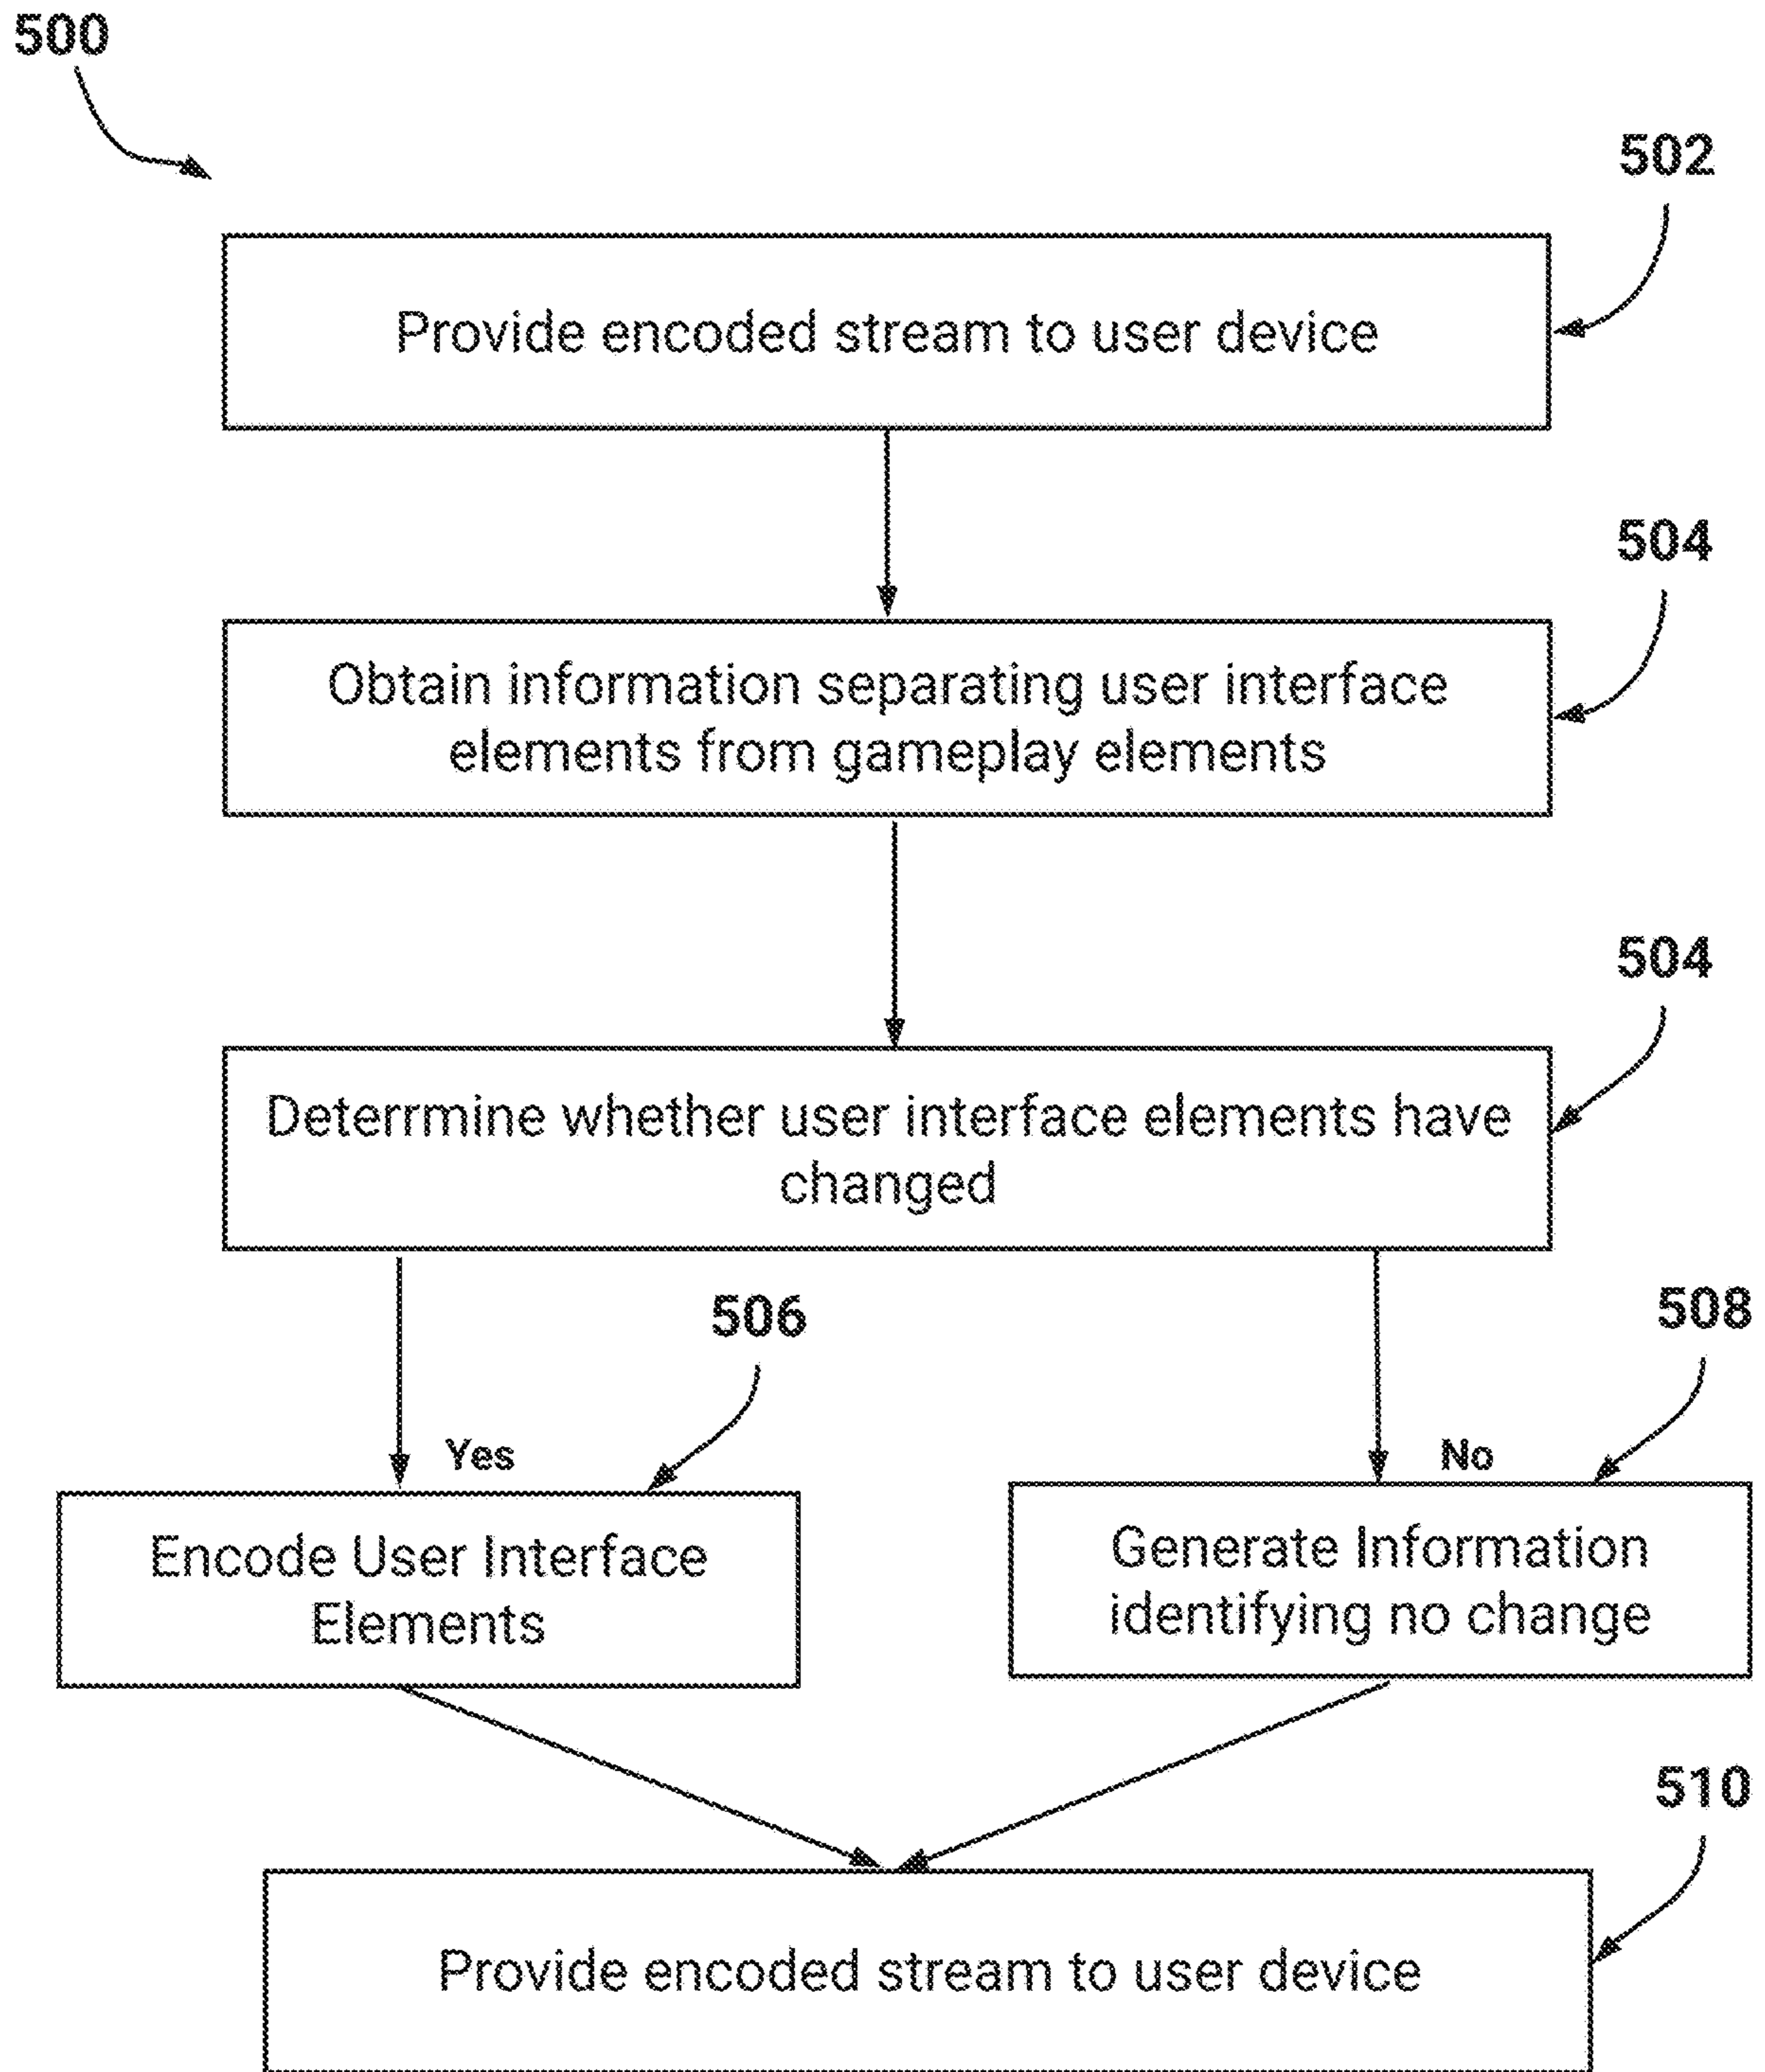 500
502
Provide encoded stream to user device
504
Obtain information separating user interface
elements from gameplay elements
504
Deterrmine whether user interface elements have
changed
506
508
Yes
No
Encode User Interface
Elements
Generate Information
identifying no change
510
Provide encoded stream to user device